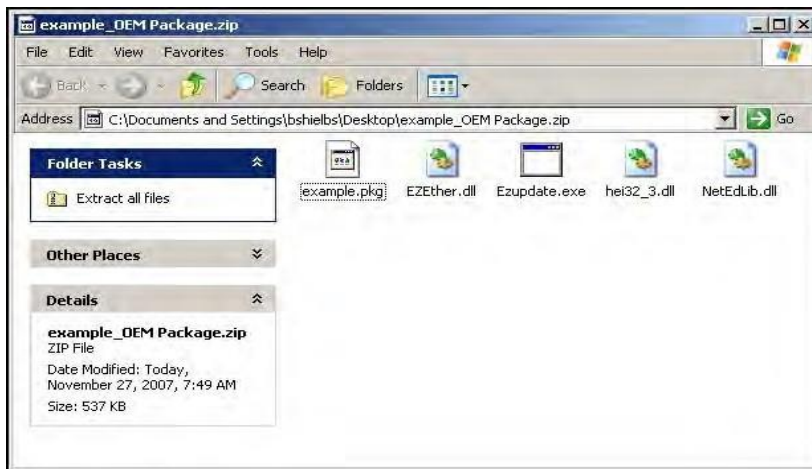 example_OEM Package.zip
File Edit View Favorites Tools Help
Back Search Folders
Address C:\Documents and Settings\bshielbs\Desktop\example_OEM Package.zip Go
Folder Tasks
Extract all files
Other Places
Details
example_OEM Package.zip
ZIP File
Date Modified: Today,
November 27, 2007, 7:49 AM
Size: 537 KB
example.pkg EZEther.dll Ezupdate.exe hei32_3.dll NetEdLib.dll